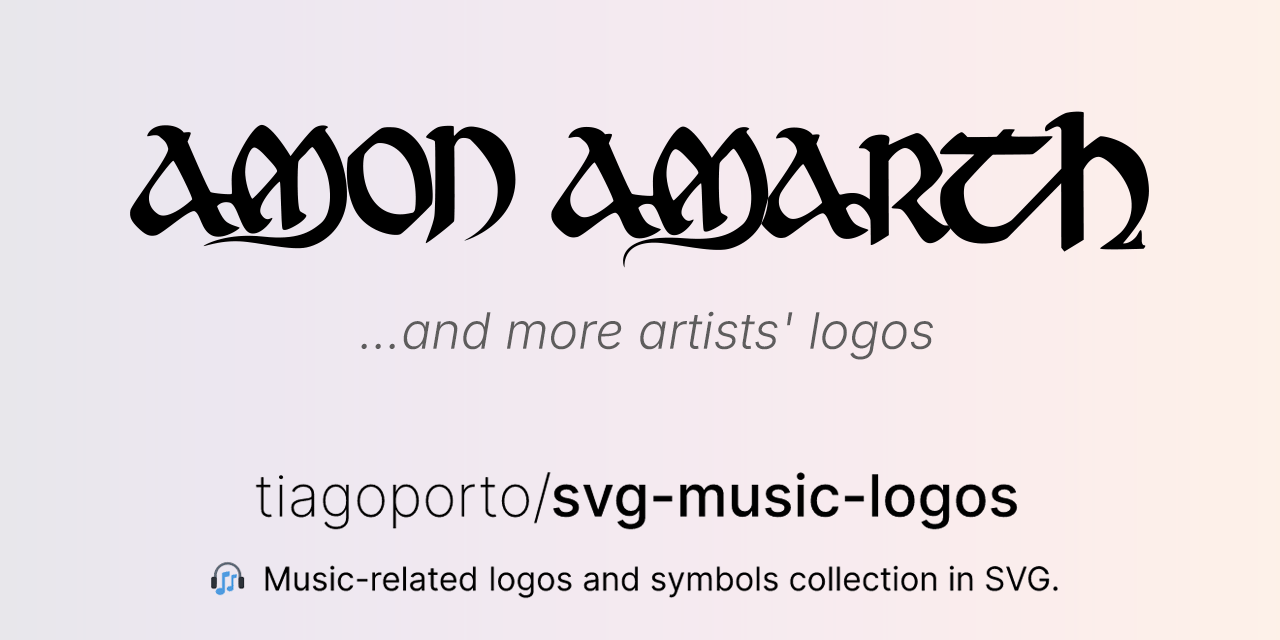 AMON AMARTH
...and more artists' logos
tiagoporto/svg-music-logos
Music-related logos and symbols collection in SVG.